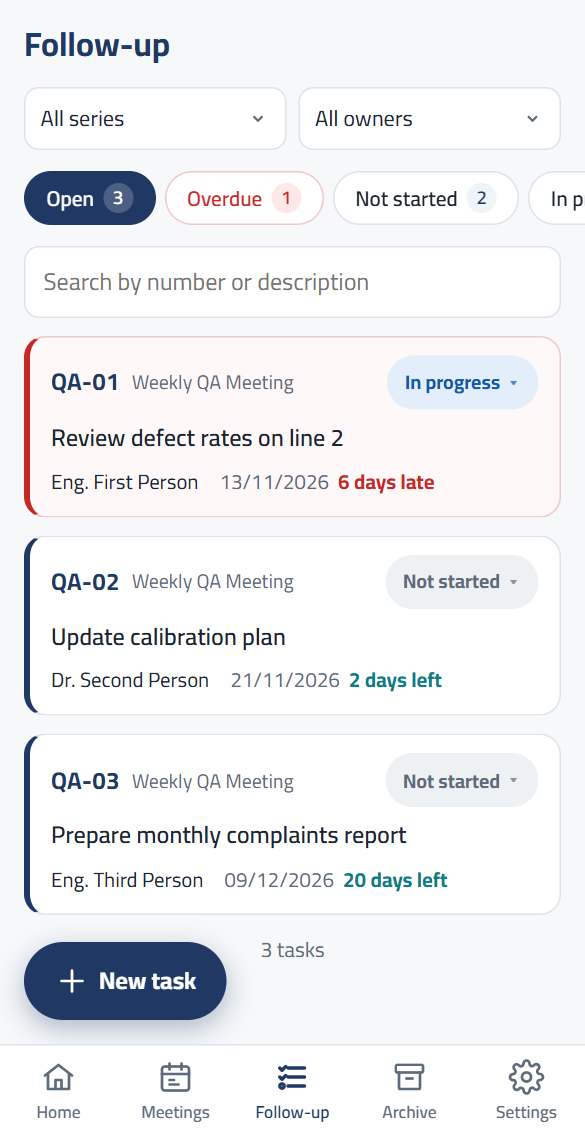 Follow-up
All series All owners
Open 3 Overdue 1 Not started 2 In p
Search by number or description
QA-01 Weekly QA Meeting In progress
Review defect rates on line 2
Eng. First Person 13/11/2026 6 days late
QA-02 Weekly QA Meeting Not started
Update calibration plan
Dr. Second Person 21/11/2026 2 days left
QA-03 Weekly QA Meeting Not started
Prepare monthly complaints report
Eng. Third Person 09/12/2026 20 days left
3 tasks
New task
Home Meetings Follow-up Archive Settings